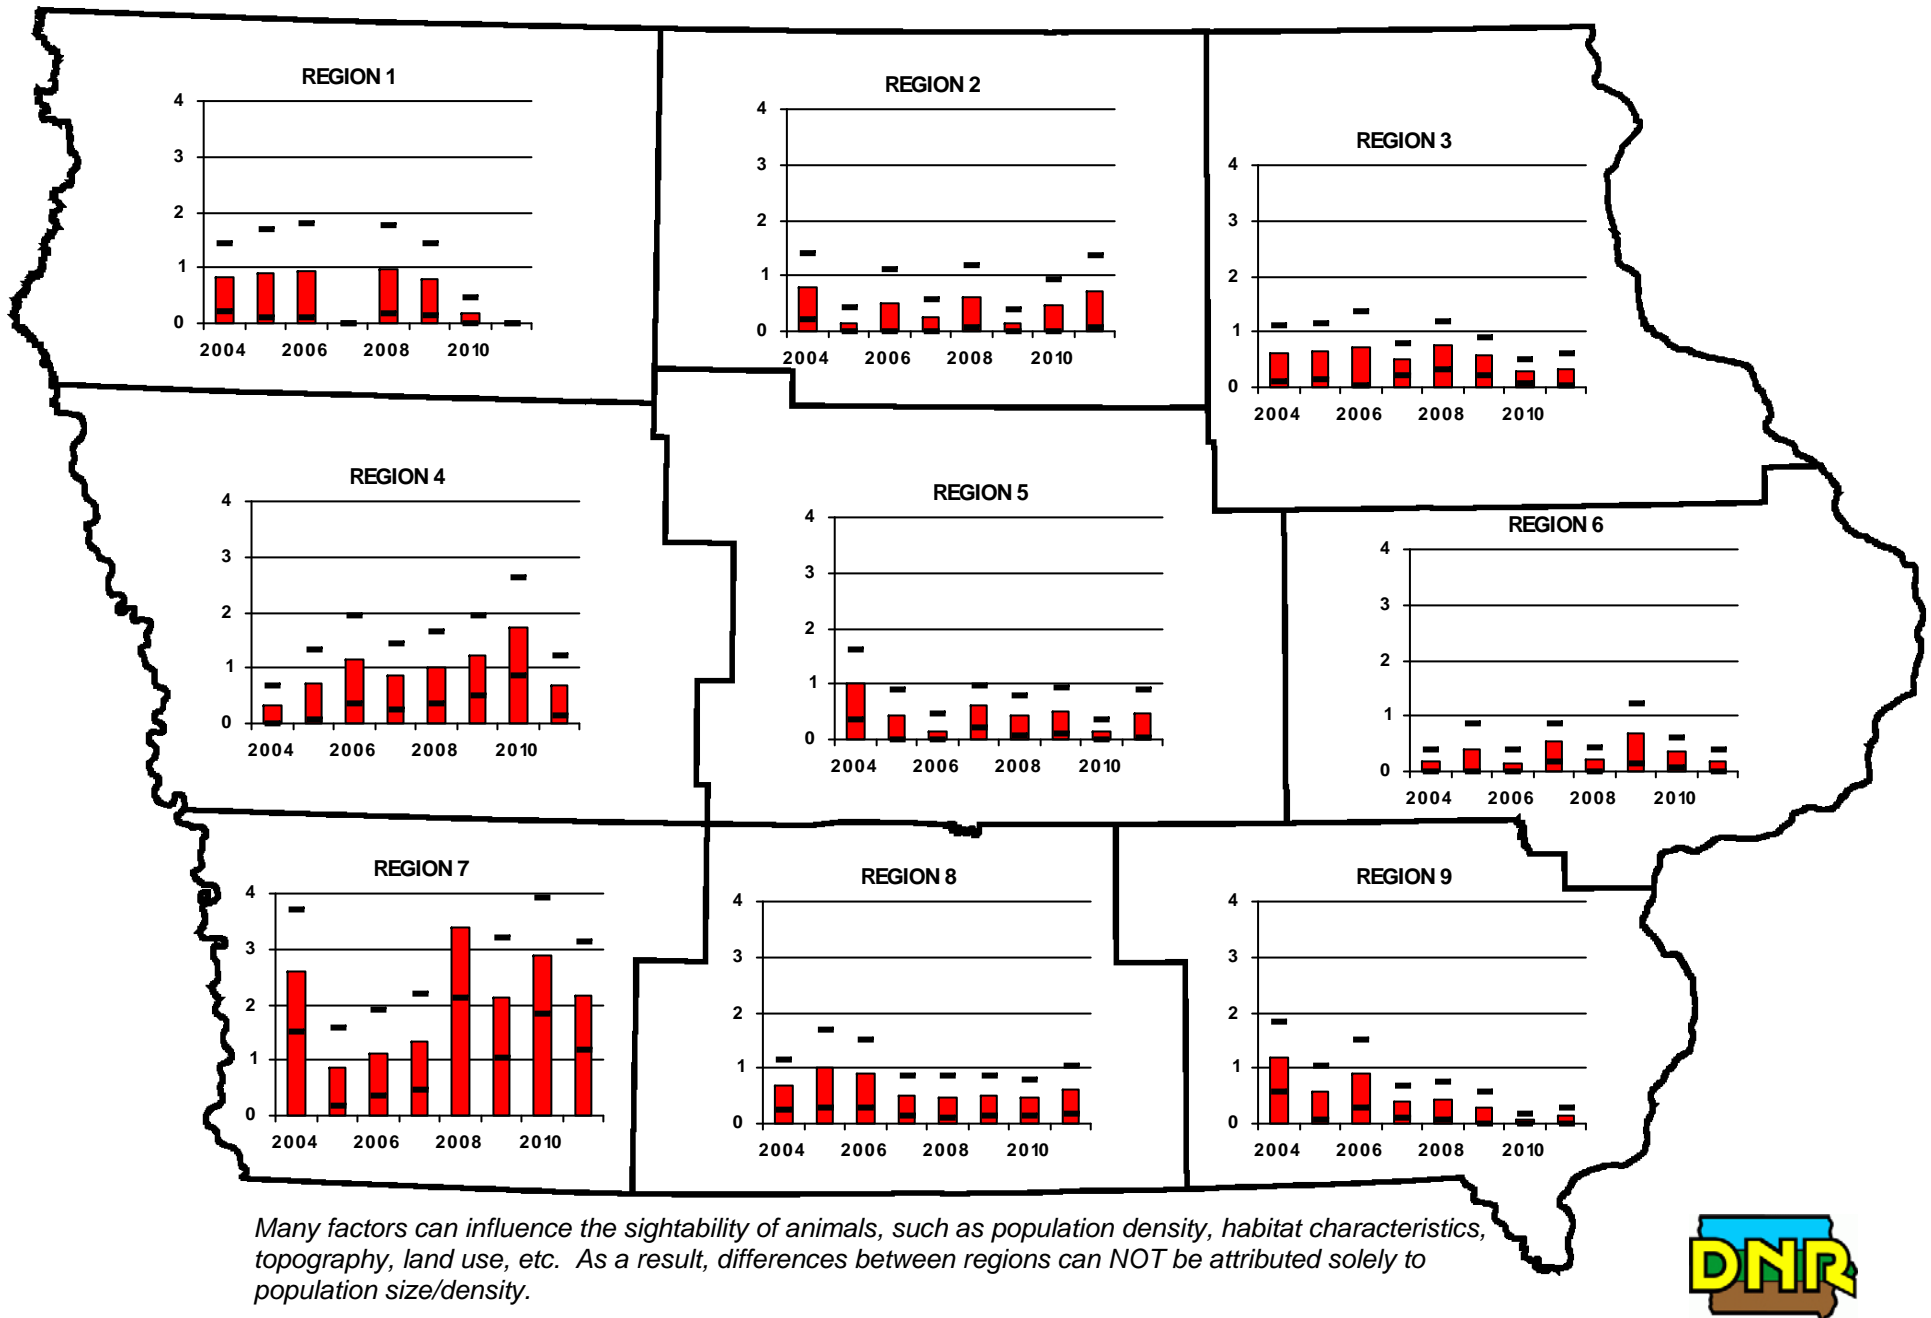 REGION 1
4
3
2
1
0
2004 2006 2008 2010
REGION 2
4
3
2
1
0
2004 2006 2008 2010
REGION 3
4
3
2
1
0
2004 2006 2008 2010
REGION 4
4
3
2
1
0
2004 2006 2008 2010
REGION 5
4
3
2
1
0
2004 2006 2008 2010
REGION 6
4
3
2
1
0
2004 2006 2008 2010
REGION 7
4
3
2
1
0
2004 2006 2008 2010
REGION 8
4
3
2
1
0
2004 2006 2008 2010
REGION 9
4
3
2
1
0
2004 2006 2008 2010
Many factors can influence the sightability of animals, such as population density, habitat characteristics,
topography, land use, etc.  As a result, differences between regions can NOT be attributed solely to
population size/density.
DNR